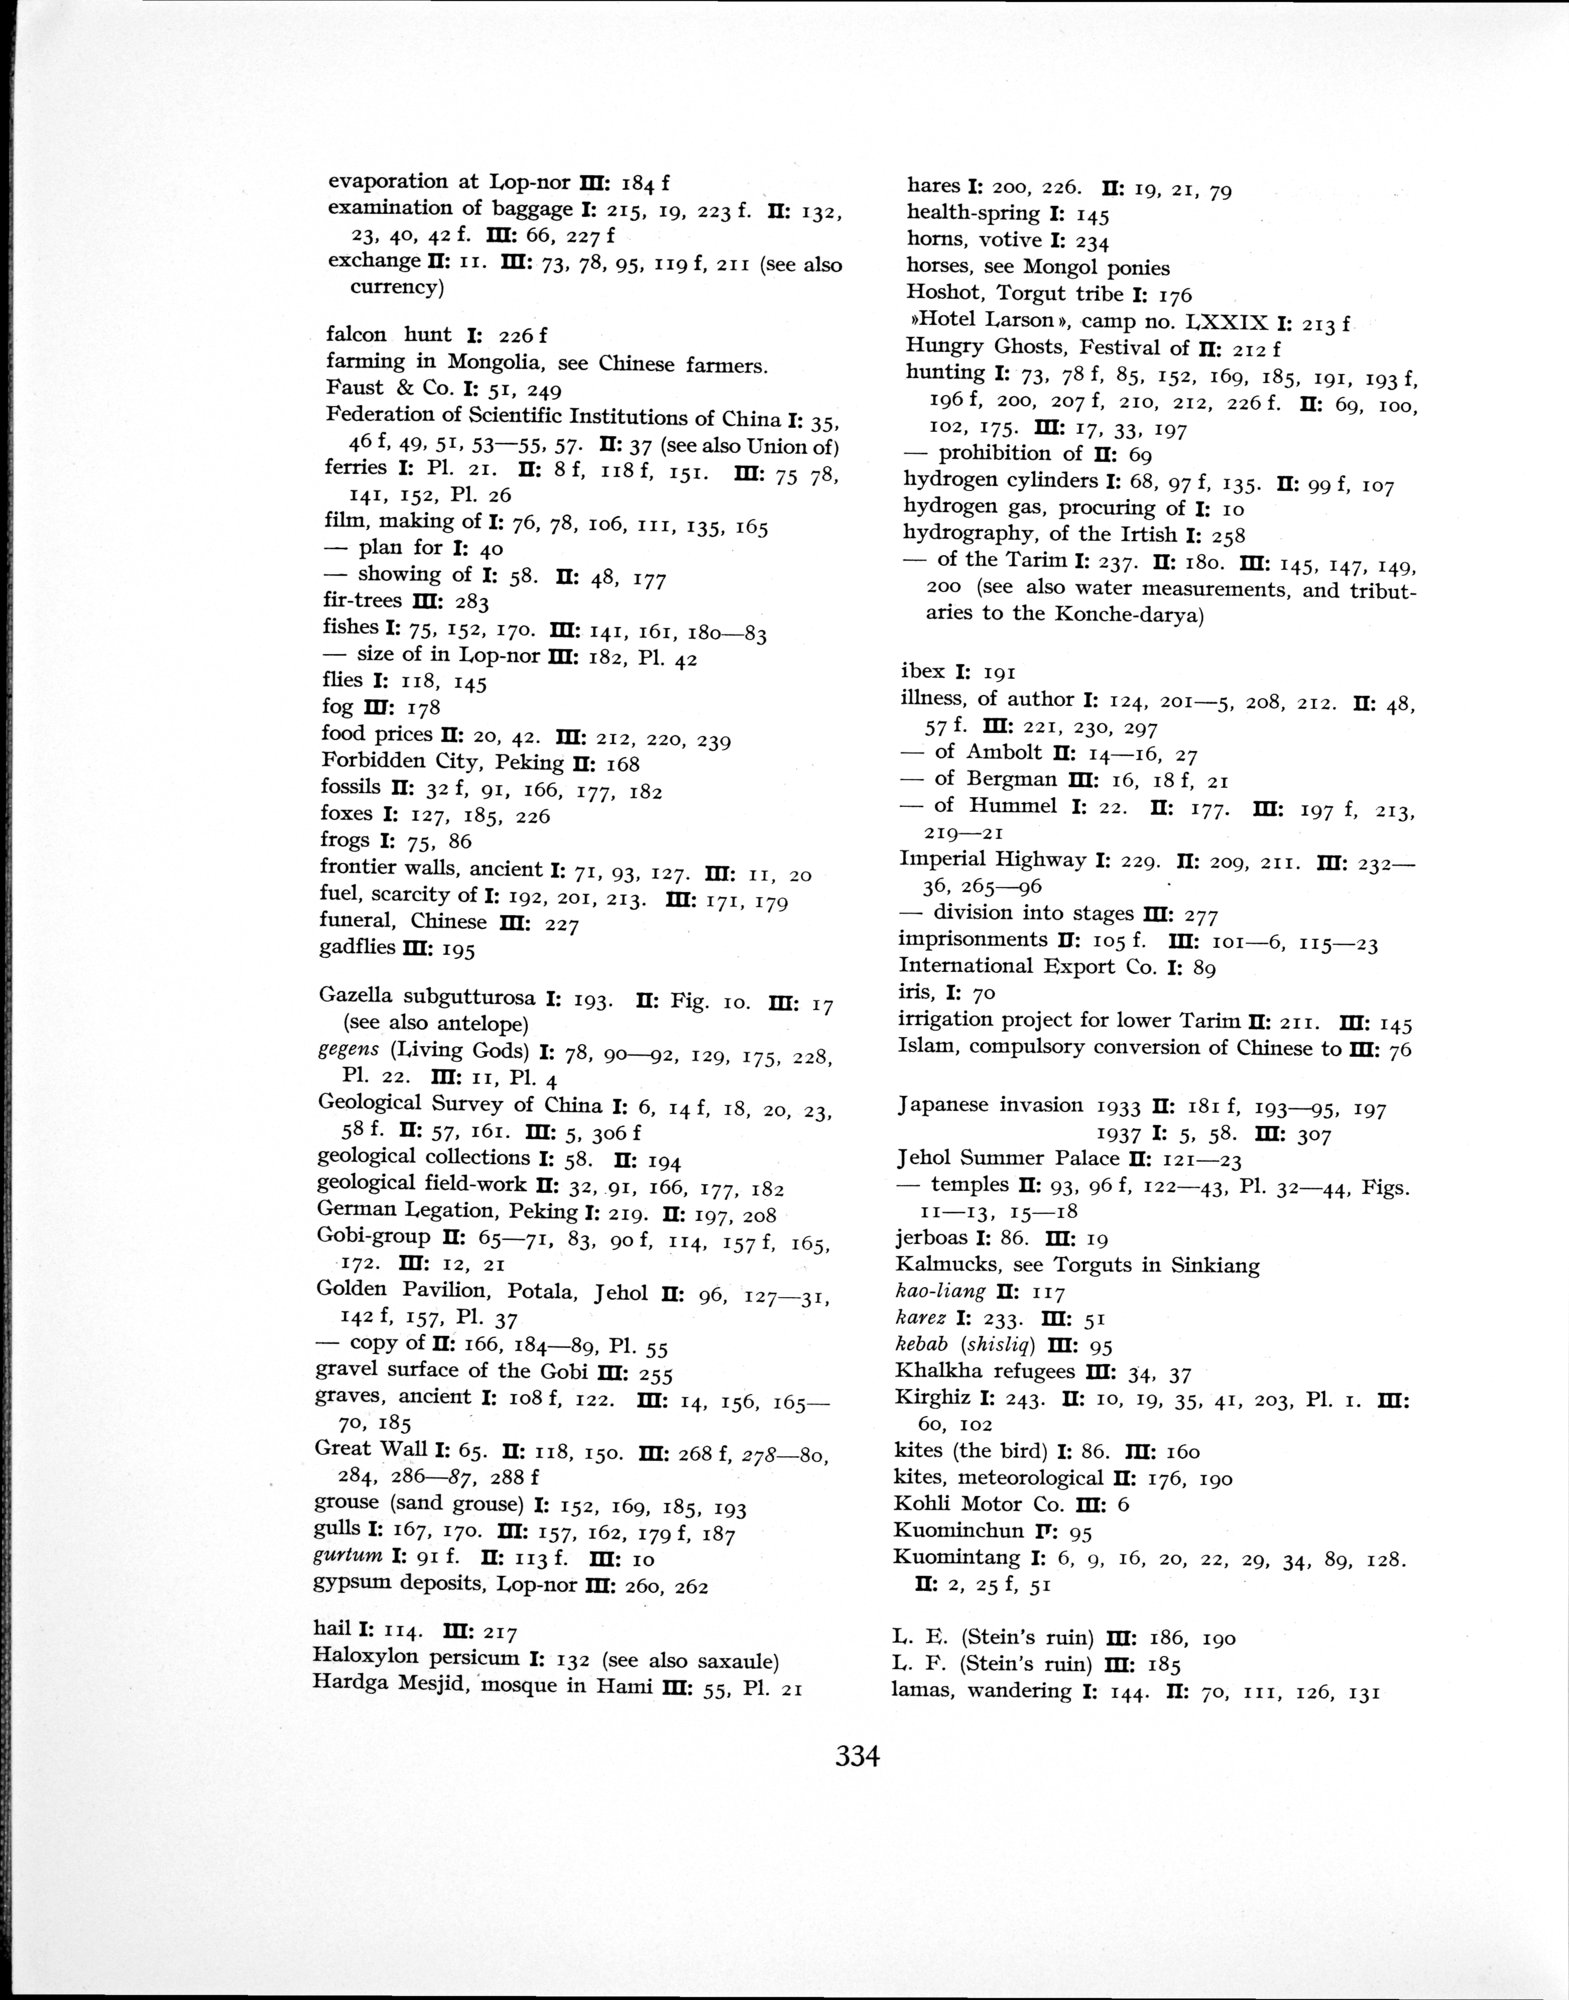 evaporation at Lop-nor III: 184 f
examination of baggage I: 215, 19, 223 f. II: 132,
23, 40, 42 f. III: 66, 227 f
exchange II: 11. III: 73, 78, 95, 119 f, 211 (see also
currency)
falcon hunt I: 226 f
farming in Mongolia, see Chinese farmers.
Faust & Co. I: 51, 249
Federation of Scientific Institutions of China I: 35,
46 f, 49, 51, 53—55, 57. II: 37 (see also Union of)
ferries I: Pl. 21. II: 8 f, 118 f, 151. III: 75 78,
141, 152, Pl. 26
film, making of I: 76, 78, 106, 111, 135, 165
— plan for I: 40
— showing of I: 58. II: 48, 177
fir-trees III: 283
fishes I: 75, 152, 170. III: 141, 161, 180—83
— size of in Lop-nor III: 182, Pl. 42
flies I: 118, 145
fog III: 178
food prices II: 20, 42. III: 212, 220, 239
Forbidden City, Peking II: 168
fossils II: 32 f, 91, 166, 177, 182
foxes I: 127, 185, 226
frogs I: 75, 86
frontier walls, ancient I: 71, 93, 127. III: 11, 20
fuel, scarcity of I: 192, 201, 213. III: 171, 179
funeral, Chinese III: 227
gadflies III: 195
Gazella subgutturosa I: 193. II: Fig. 10. III: 17
(see also antelope)
gegens (Living Gods) I: 78, 90—92, 129, 175, 228,
Pl. 22. III: 11, Pl. 4
Geological Survey of China I: 6, 14 f, 18, 20, 23,
58 f. II: 57, 161. III: 5, 306 f
geological collections I: 58. II: 194
geological field-work II: 32, 91, 166, 177, 182
German Legation, Peking I: 219. II: 197, 208
Gobi-group II: 65—71, 83, 90 f, 114, 157 f, 165,
172. III: 12, 21
Golden Pavilion, Potala, Jehol II: 96, 127—31,
142 f, 157, Pl. 37
— copy of II: 166, 184—89, Pl. 55
gravel surface of the Gobi III: 255
graves, ancient I: 108 f, 122. III: 14, 156, 165—
70, 185
Great Wall I: 65. II: 118, 150. III: 268 f, 278—80,
284, 286—87, 288 f
grouse (sand grouse) I: 152, 169, 185, 193
gulls I: 167, 170. III: 157, 162, 179 f, 187
gurtum I: 91 f. II: 113 f. III: 10
gypsum deposits, Lop-nor III: 260, 262
hail I: 114. III: 217
Haloxylon persicum I: 132 (see also saxaule)
Hardga Mesjid, mosque in Hami III: 55, Pl. 21
hares I: 200, 226. II: 19, 21, 79
health-spring I: 145
horns, votive I: 234
horses, see Mongol ponies
Hoshot, Torgut tribe I: 176
»Hotel Larson», camp no. LXXIX I: 213 f
Hungry Ghosts, Festival of II: 212 f
hunting I: 73, 78 f, 85, 152, 169, 185, 191, 193 f,
196 f, 200, 207 f, 210, 212, 226 f. II: 69, 100,
102, 175. III: 17, 33, 197
— prohibition of II: 69
hydrogen cylinders I: 68, 97 f, 135. II: 99 f, 107
hydrogen gas, procuring of I: 10
hydrography, of the Irtish I: 258
— of the Tarim I: 237. II: 180. III: 145, 147, 149,
200 (see also water measurements, and tribut-
aries to the Konche-darya)
ibex I: 191
illness, of author I: 124, 201—5, 208, 212. II: 48,
57 f. III: 221, 230, 297
— of Ambolt II: 14—16, 27
— of Bergman III: 16, 18 f, 21
— of Hummel I: 22. II: 177. III: 197 f, 213,
219—21
Imperial Highway I: 229. II: 209, 211. III: 232—
36, 265—96
— division into stages III: 277
imprisonments II: 105 f. III: 101—6, 115—23
International Export Co. I: 89
iris, I: 70
irrigation project for lower Tarim II: 211. III: 145
Islam, compulsory conversion of Chinese to III: 76
Japanese invasion 1933 II: 181 f, 193—95, 197
1937 I: 5, 58. III: 307
Jehol Summer Palace II: 121—23
— temples II: 93, 96 f, 122—43, Pl. 32—44, Figs.
11—13, 15—18
jerboas I: 86. III: 19
Kalmucks, see Torguts in Sinkiang
kao-liang II: 117
karez I: 233. III: 51
kebab (shisliq) III: 95
Khalkha refugees III: 34, 37
Kirghiz I: 243. II: 10, 19, 35, 41, 203, Pl. 1. III:
60, 102
kites (the bird) I: 86. III: 160
kites, meteorological II: 176, 190
Kohli Motor Co. III: 6
Kuominchun I: 95
Kuomintang I: 6, 9, 16, 20, 22, 29, 34, 89, 128.
II: 2, 25 f, 51
L. E. (Stein's ruin) III: 186, 190
L. F. (Stein's ruin) III: 185
lamas, wandering I: 144. II: 70, 111, 126, 131
334